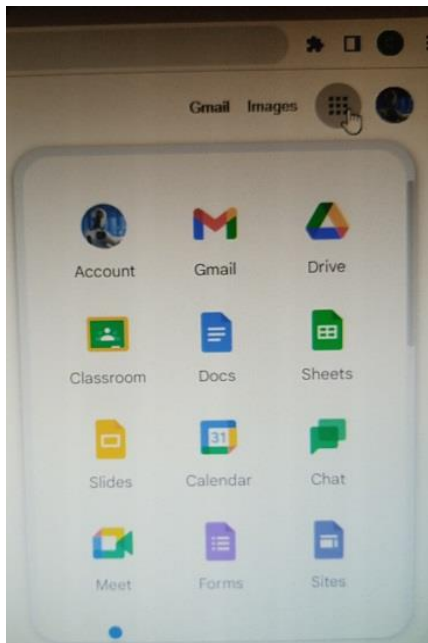 Gmail Images
Account Gmail Drive
Classroom Docs Sheets
31
Slides Calendar Chat
Meet Forms Sites